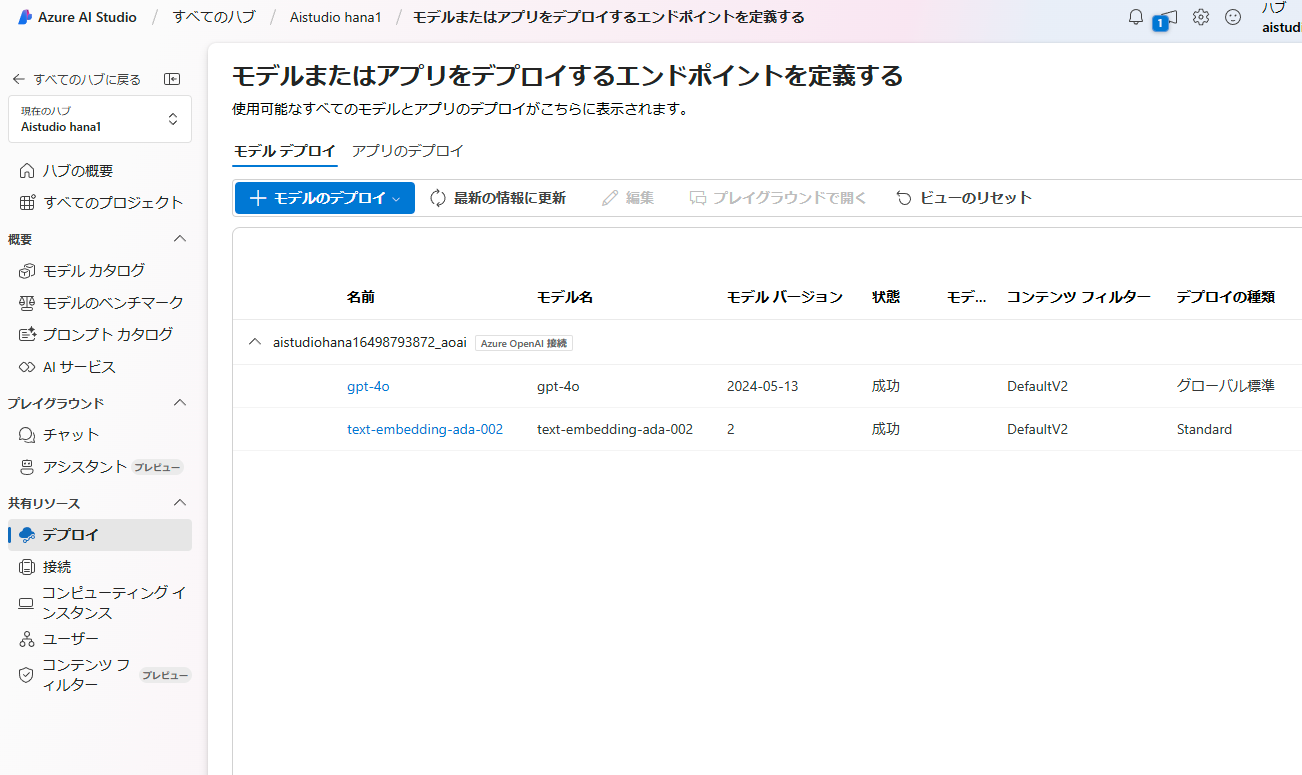 Azure AI Studio / すべてのハブ / Aistudio hana1 / モデルまたはアプリをデプロイするエンドポイントを定義する
1
ハブ
aistudi
すべてのハブに戻る
現在のハブ
Aistudio hana1
ハブの概要
すべてのプロジェクト
概要
モデル カタログ
モデルのベンチマーク
プロンプト カタログ
AI サービス
プレイグラウンド
チャット
アシスタント プレビュー
共有リソース
デプロイ
接続
コンピューティング イ
ンスタンス
ユーザー
コンテンツ フ
ィルター プレビュー
モデルまたはアプリをデプロイするエンドポイントを定義する
使用可能なすべてのモデルとアプリのデプロイがこちらに表示されます。
モデル デプロイ アプリのデプロイ
モデルのデプロイ 最新の情報に更新 編集 プレイグラウンドで開く ビューのリセット
名前 モデル名 モデル バージョン 状態 モデ... コンテンツ フィルター デプロイの種類
aistudiohana16498793872_aoai Azure OpenAI 接続
gpt-4o gpt-4o 2024-05-13 成功 DefaultV2 グローバル標準
text-embedding-ada-002 text-embedding-ada-002 2 成功 DefaultV2 Standard